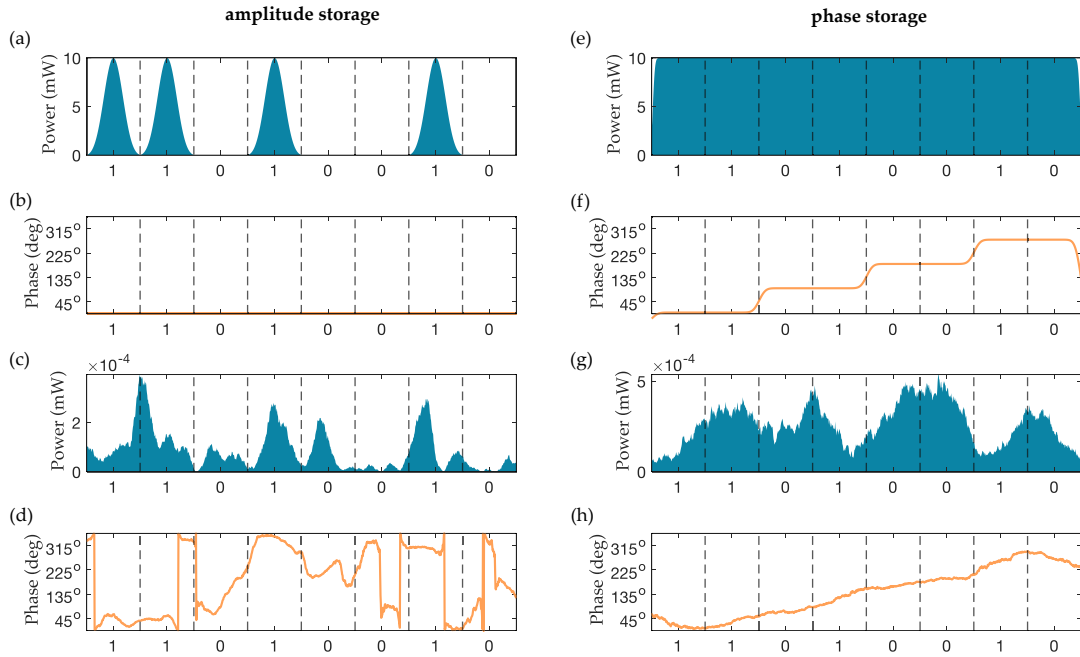 amplitude storage
phase storage
(a)
Power (mW)
10
5
0
1 1 0 1 0 0 1 0
(b)
Phase (deg)
315°
225°
135°
45°
1 1 0 1 0 0 1 0
(c)
×10⁻⁴
Power (mW)
2
0
1 1 0 1 0 0 1 0
(d)
Phase (deg)
315°
225°
135°
45°
1 1 0 1 0 0 1 0
(e)
Power (mW)
10
5
0
1 1 0 1 0 0 1 0
(f)
Phase (deg)
315°
225°
135°
45°
1 1 0 1 0 0 1 0
(g)
×10⁻⁴
Power (mW)
5
0
1 1 0 1 0 0 1 0
(h)
Phase (deg)
315°
225°
135°
45°
1 1 0 1 0 0 1 0